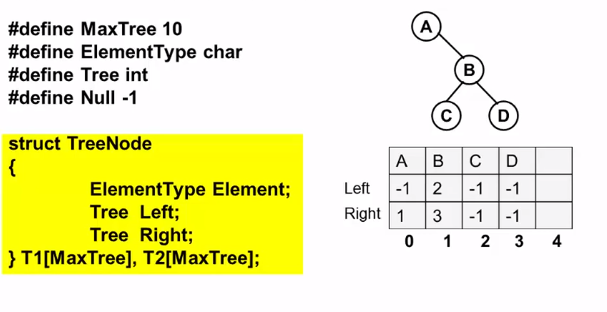 #define MaxTree 10
#define ElementType char
#define Tree int
#define Null -1
struct TreeNode
{
ElementType Element;
Tree Left;
Tree Right;
} T1[MaxTree], T2[MaxTree];
A
B
C D
A B C D
Left -1 2 -1 -1
Right 1 3 -1 -1
0 1 2 3 4